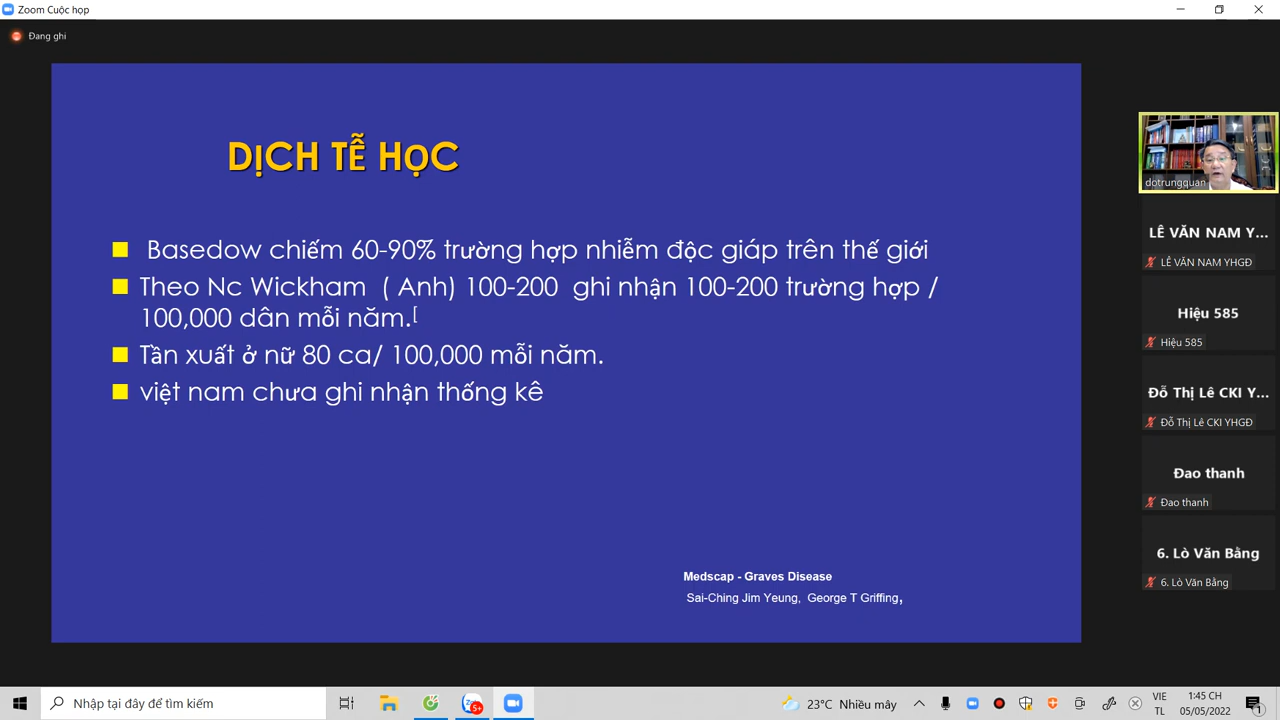 Zoom Cuộc họp
Đang ghi
DỊCH TỄ HỌC
Basedow chiếm 60-90% trường hợp nhiễm độc giáp trên thế giới
Theo Nc Wickham ( Anh) 100-200 ghi nhận 100-200 trường hợp /
100,000 dân mỗi năm.[
Tần xuất ở nữ 80 ca/ 100,000 mỗi năm.
việt nam chưa ghi nhận thống kê
Medscap - Graves Disease
Sai-Ching Jim Yeung, George T Griffing,
dotrungquan
LÊ VĂN NAM Y...
LÊ VĂN NAM YHGĐ
Hiệu 585
Hiệu 585
Đỗ Thị Lê CKI Y...
Đỗ Thị Lê CKI YHGĐ
Đao thanh
Đao thanh
6. Lò Văn Bằng
6. Lò Văn Bằng
Nhập tại đây để tìm kiếm
5+
23°C Nhiều mây
VIE
TL
1:45 CH
05/05/2022
1